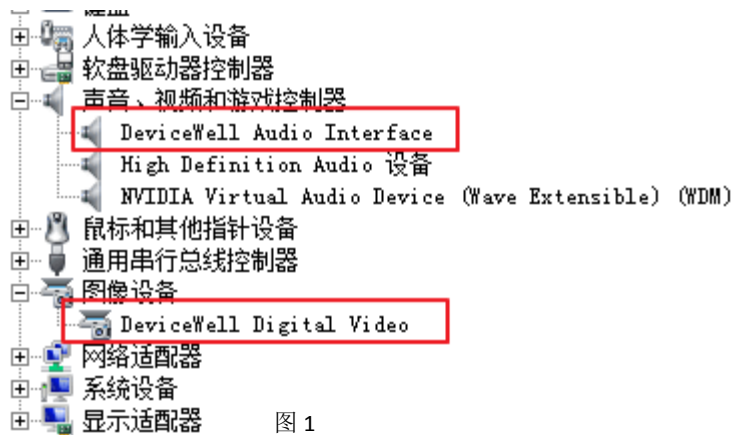 人体学输入设备
软盘驱动器控制器
声音、视频和游戏控制器
DeviceWell Audio Interface
High Definition Audio 设备
NVIDIA Virtual Audio Device (Wave Extensible) (WDM)
鼠标和其他指针设备
通用串行总线控制器
图像设备
DeviceWell Digital Video
网络适配器
系统设备
显示适配器 图 1